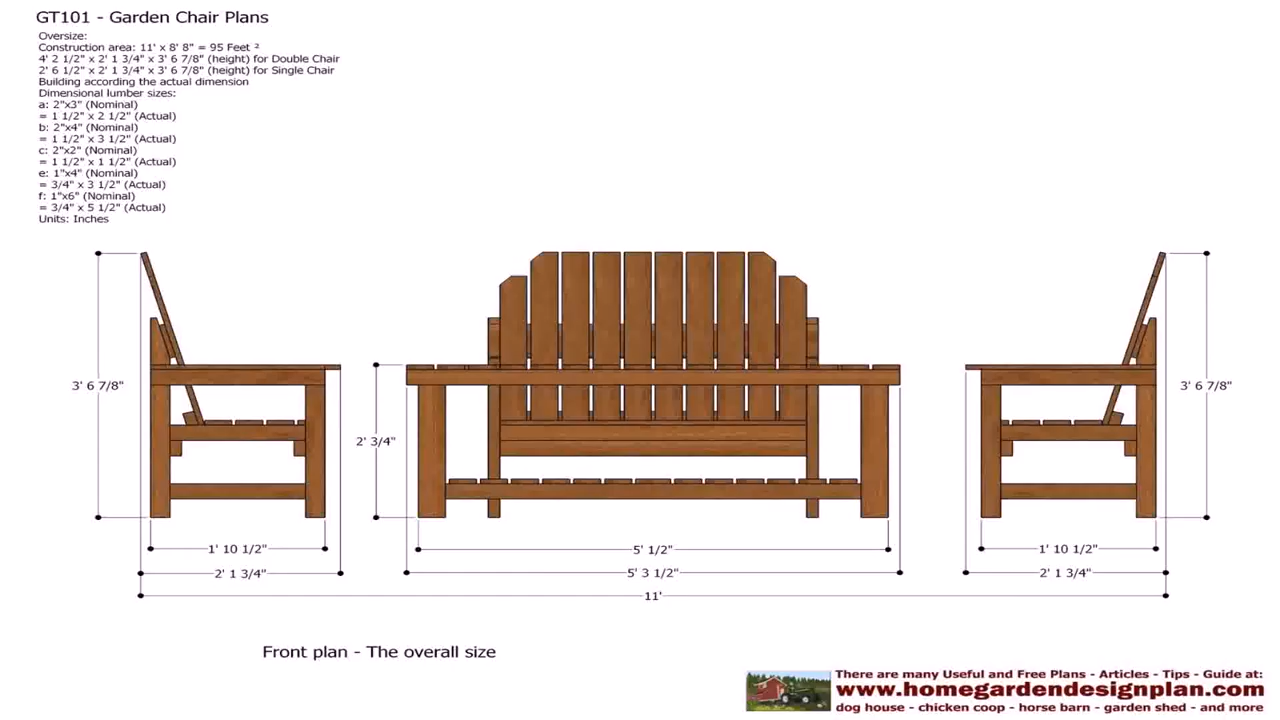 GT101 - Garden Chair Plans
Oversize:
Construction area: 11' x 8' 8" = 95 Feet ²
4' 2 1/2" x 2' 1 3/4" x 3' 6 7/8" (height) for Double Chair
2' 6 1/2" x 2' 1 3/4" x 3' 6 7/8" (height) for Single Chair
Building according the actual dimension
Dimensional lumber sizes:
a: 2"x3" (Nominal)
= 1 1/2" x 2 1/2" (Actual)
b: 2"x4" (Nominal)
= 1 1/2" x 3 1/2" (Actual)
c: 2"x2" (Nominal)
= 1 1/2" x 1 1/2" (Actual)
e: 1"x4" (Nominal)
= 3/4" x 3 1/2" (Actual)
f: 1"x6" (Nominal)
= 3/4" x 5 1/2" (Actual)
Units: Inches
3' 6 7/8"
3' 6 7/8"
2' 3/4"
1' 10 1/2"
5' 1/2"
1' 10 1/2"
2' 1 3/4"
5' 3 1/2"
2' 1 3/4"
11'
Front plan - The overall size
There are many Useful and Free Plans - Articles - Tips - Guide at:
www.homegardendesignplan.com
dog house - chicken coop - horse barn - garden shed - and more